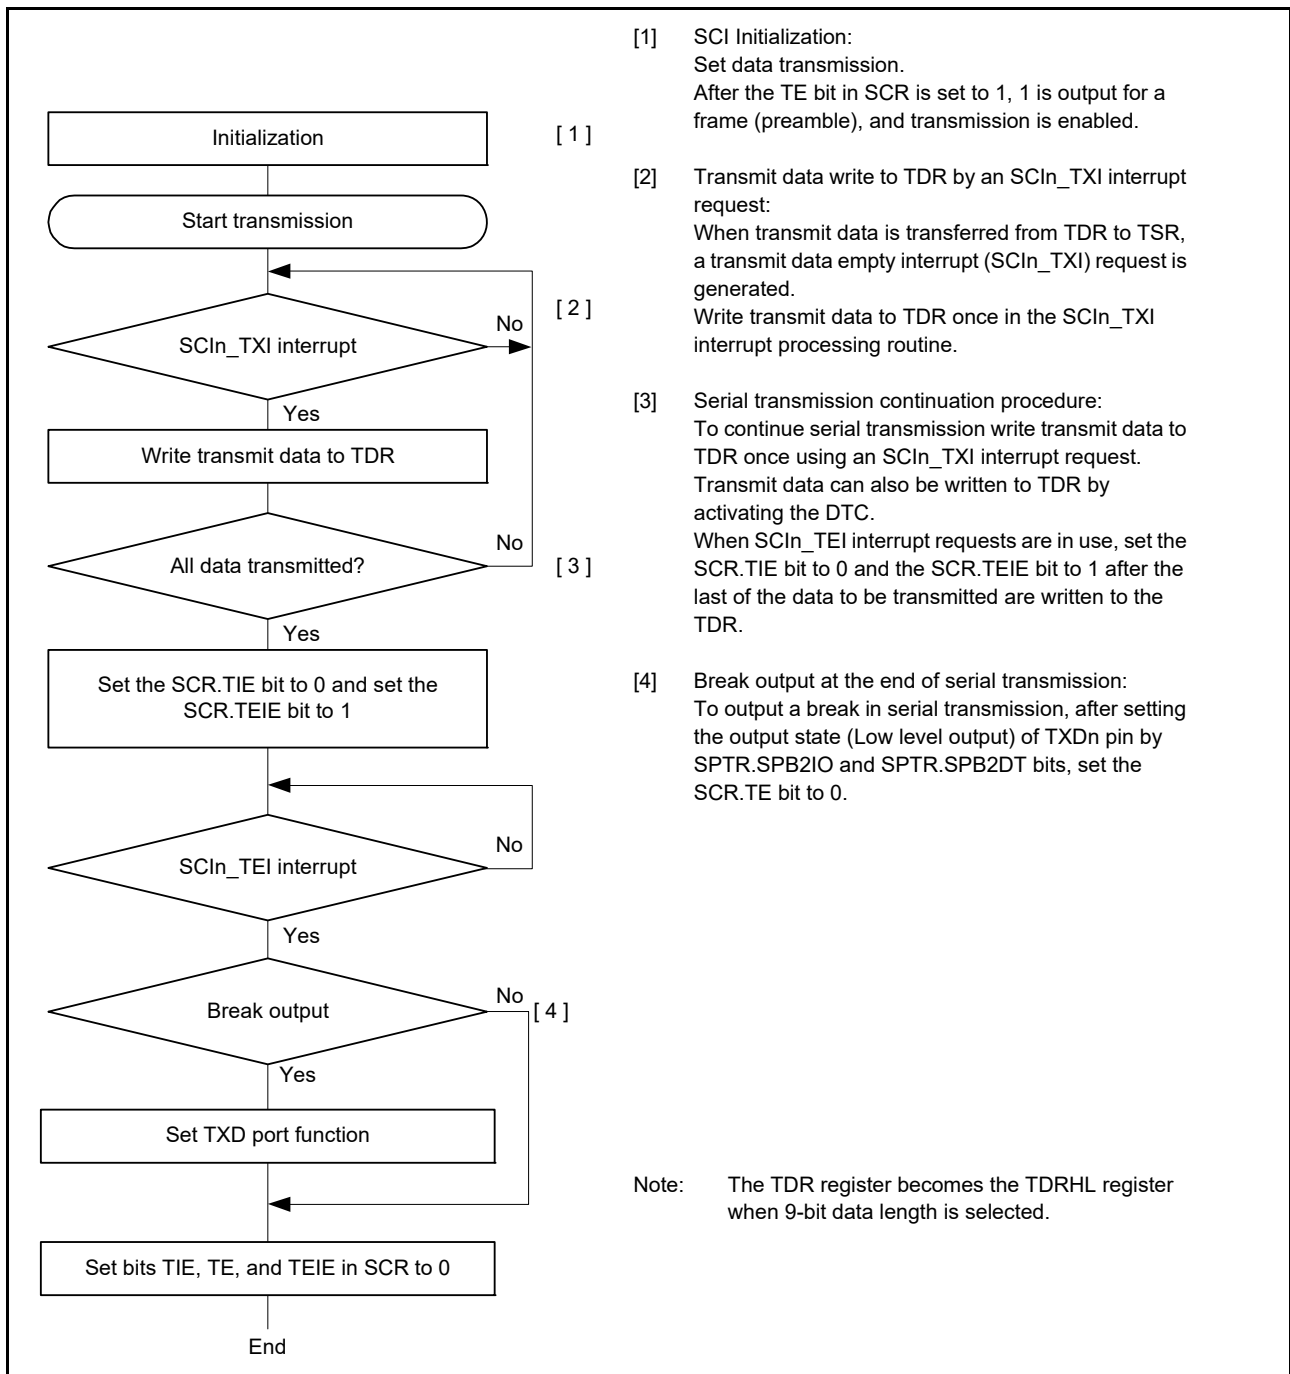 Initialization
[ 1 ]
Start transmission
[ 2 ]
No
SCIn_TXI interrupt
Yes
Write transmit data to TDR
No
All data transmitted?
[ 3 ]
Yes
Set the SCR.TIE bit to 0 and set the
SCR.TEIE bit to 1
No
SCIn_TEI interrupt
Yes
No
[ 4 ]
Break output
Yes
Set TXD port function
Set bits TIE, TE, and TEIE in SCR to 0
End
[1] SCI Initialization:
Set data transmission.
After the TE bit in SCR is set to 1, 1 is output for a
frame (preamble), and transmission is enabled.
[2] Transmit data write to TDR by an SCIn_TXI interrupt
request:
When transmit data is transferred from TDR to TSR,
a transmit data empty interrupt (SCIn_TXI) request is
generated.
Write transmit data to TDR once in the SCIn_TXI
interrupt processing routine.
[3] Serial transmission continuation procedure:
To continue serial transmission write transmit data to
TDR once using an SCIn_TXI interrupt request.
Transmit data can also be written to TDR by
activating the DTC.
When SCIn_TEI interrupt requests are in use, set the
SCR.TIE bit to 0 and the SCR.TEIE bit to 1 after the
last of the data to be transmitted are written to the
TDR.
[4] Break output at the end of serial transmission:
To output a break in serial transmission, after setting
the output state (Low level output) of TXDn pin by
SPTR.SPB2IO and SPTR.SPB2DT bits, set the
SCR.TE bit to 0.
Note: The TDR register becomes the TDRHL register
when 9-bit data length is selected.